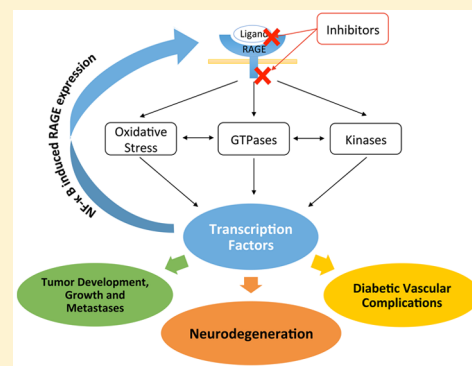 Ligand
RAGE
Inhibitors
Oxidative
Stress
GTPases
Kinases
NF-κ B induced RAGE expression
Transcription
Factors
Tumor Development,
Growth and
Metastases
Neurodegeneration
Diabetic Vascular
Complications